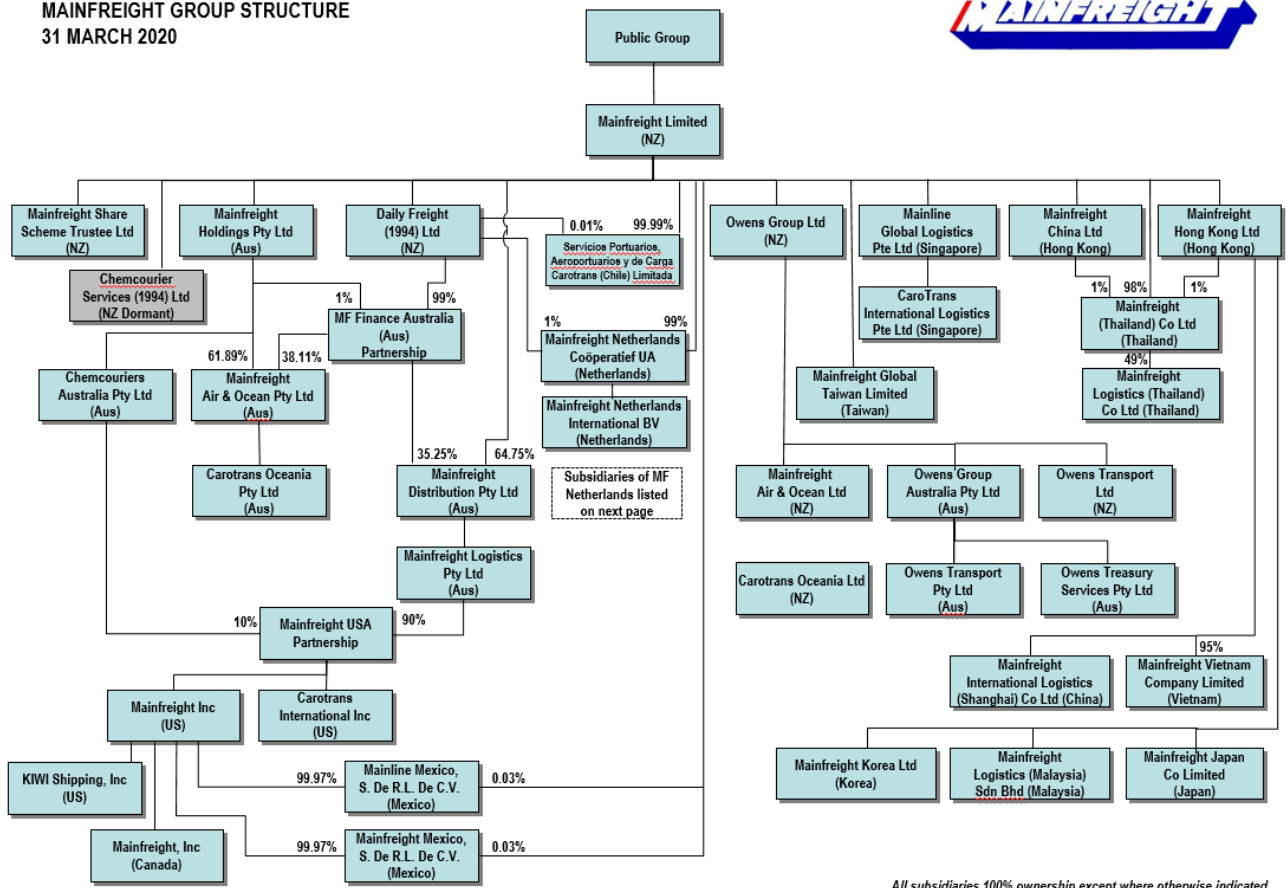 MAINFREIGHT GROUP STRUCTURE
31 MARCH 2020
MAINFREIGHT
Public Group
Mainfreight Limited
(NZ)
Mainfreight Share
Scheme Trustee Ltd
(NZ)
Mainfreight
Holdings Pty Ltd
(Aus)
Daily Freight
(1994) Ltd
(NZ)
0.01%
99.99%
Servicios Portuarios,
Aeroportuarios y de Carga
Carotrans (Chile) Limitada
Owens Group Ltd
(NZ)
Mainline
Global Logistics
Pte Ltd (Singapore)
Mainfreight
China Ltd
(Hong Kong)
Mainfreight
Hong Kong Ltd
(Hong Kong)
Chemcourier
Services (1994) Ltd
(NZ Dormant)
1%
99%
MF Finance Australia
(Aus)
Partnership
1%
99%
Mainfreight Netherlands
Coöperatief UA
(Netherlands)
CaroTrans
International Logistics
Pte Ltd (Singapore)
1%
98%
1%
Mainfreight
(Thailand) Co Ltd
(Thailand)
49%
Mainfreight
Logistics (Thailand)
Co Ltd (Thailand)
61.89%
38.11%
Chemcouriers
Australia Pty Ltd
(Aus)
Mainfreight
Air & Ocean Pty Ltd
(Aus)
Mainfreight Netherlands
International BV
(Netherlands)
Mainfreight Global
Taiwan Limited
(Taiwan)
35.25%
64.75%
Carotrans Oceania
Pty Ltd
(Aus)
Mainfreight
Distribution Pty Ltd
(Aus)
Subsidiaries of MF
Netherlands listed
on next page
Mainfreight
Air & Ocean Ltd
(NZ)
Owens Group
Australia Pty Ltd
(Aus)
Owens Transport
Ltd
(NZ)
Mainfreight Logistics
Pty Ltd
(Aus)
Carotrans Oceania Ltd
(NZ)
Owens Transport
Pty Ltd
(Aus)
Owens Treasury
Services Pty Ltd
(Aus)
10%
Mainfreight USA
Partnership
90%
95%
Mainfreight
International Logistics
(Shanghai) Co Ltd (China)
Mainfreight Vietnam
Company Limited
(Vietnam)
Mainfreight Inc
(US)
Carotrans
International Inc
(US)
KIWI Shipping, Inc
(US)
99.97%
Mainline Mexico,
S. De R.L. De C.V.
(Mexico)
0.03%
Mainfreight Korea Ltd
(Korea)
Mainfreight
Logistics (Malaysia)
Sdn Bhd (Malaysia)
Mainfreight Japan
Co Limited
(Japan)
Mainfreight, Inc
(Canada)
99.97%
Mainfreight Mexico,
S. De R.L. De C.V.
(Mexico)
0.03%
All subsidiaries 100% ownership except where otherwise indicated